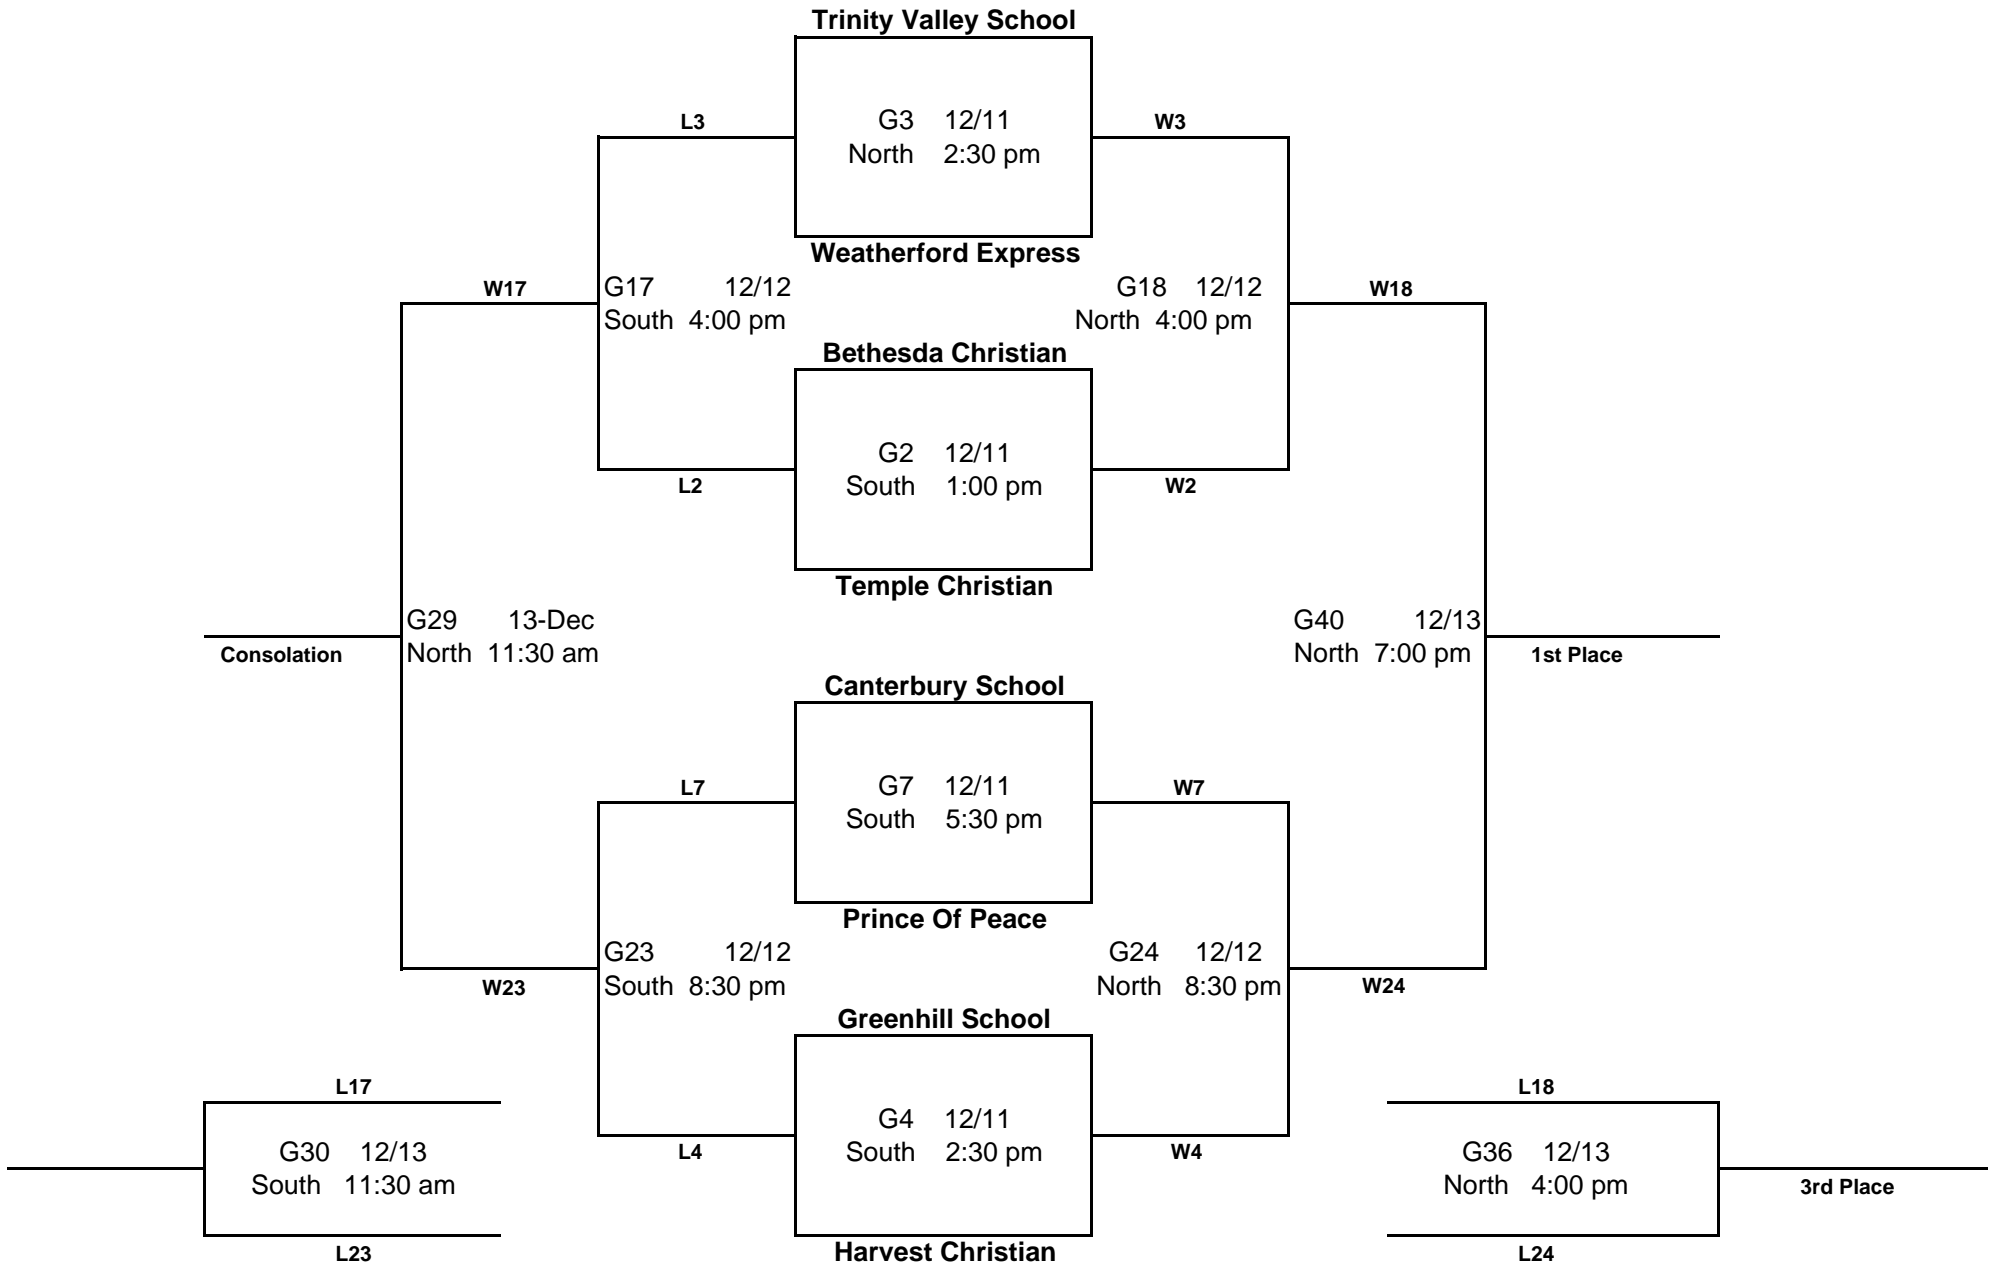 Trinity Valley School
L3
G3 12/11
W3
North 2:30 pm
Weatherford Express
W17
G17 12/12
South 4:00 pm
G18 12/12
North 4:00 pm
W18
Bethesda Christian
G2 12/11
South 1:00 pm
L2
W2
Temple Christian
G29 13-Dec
North 11:30 am
Consolation
G40 12/13
North 7:00 pm
1st Place
Canterbury School
L7
G7 12/11
W7
South 5:30 pm
Prince Of Peace
G23 12/12
South 8:30 pm
W23
G24 12/12
North 8:30 pm
W24
Greenhill School
L17
L18
G4 12/11
South 2:30 pm
L4
W4
G30 12/13
South 11:30 am
G36 12/13
North 4:00 pm
3rd Place
L23
Harvest Christian
L24